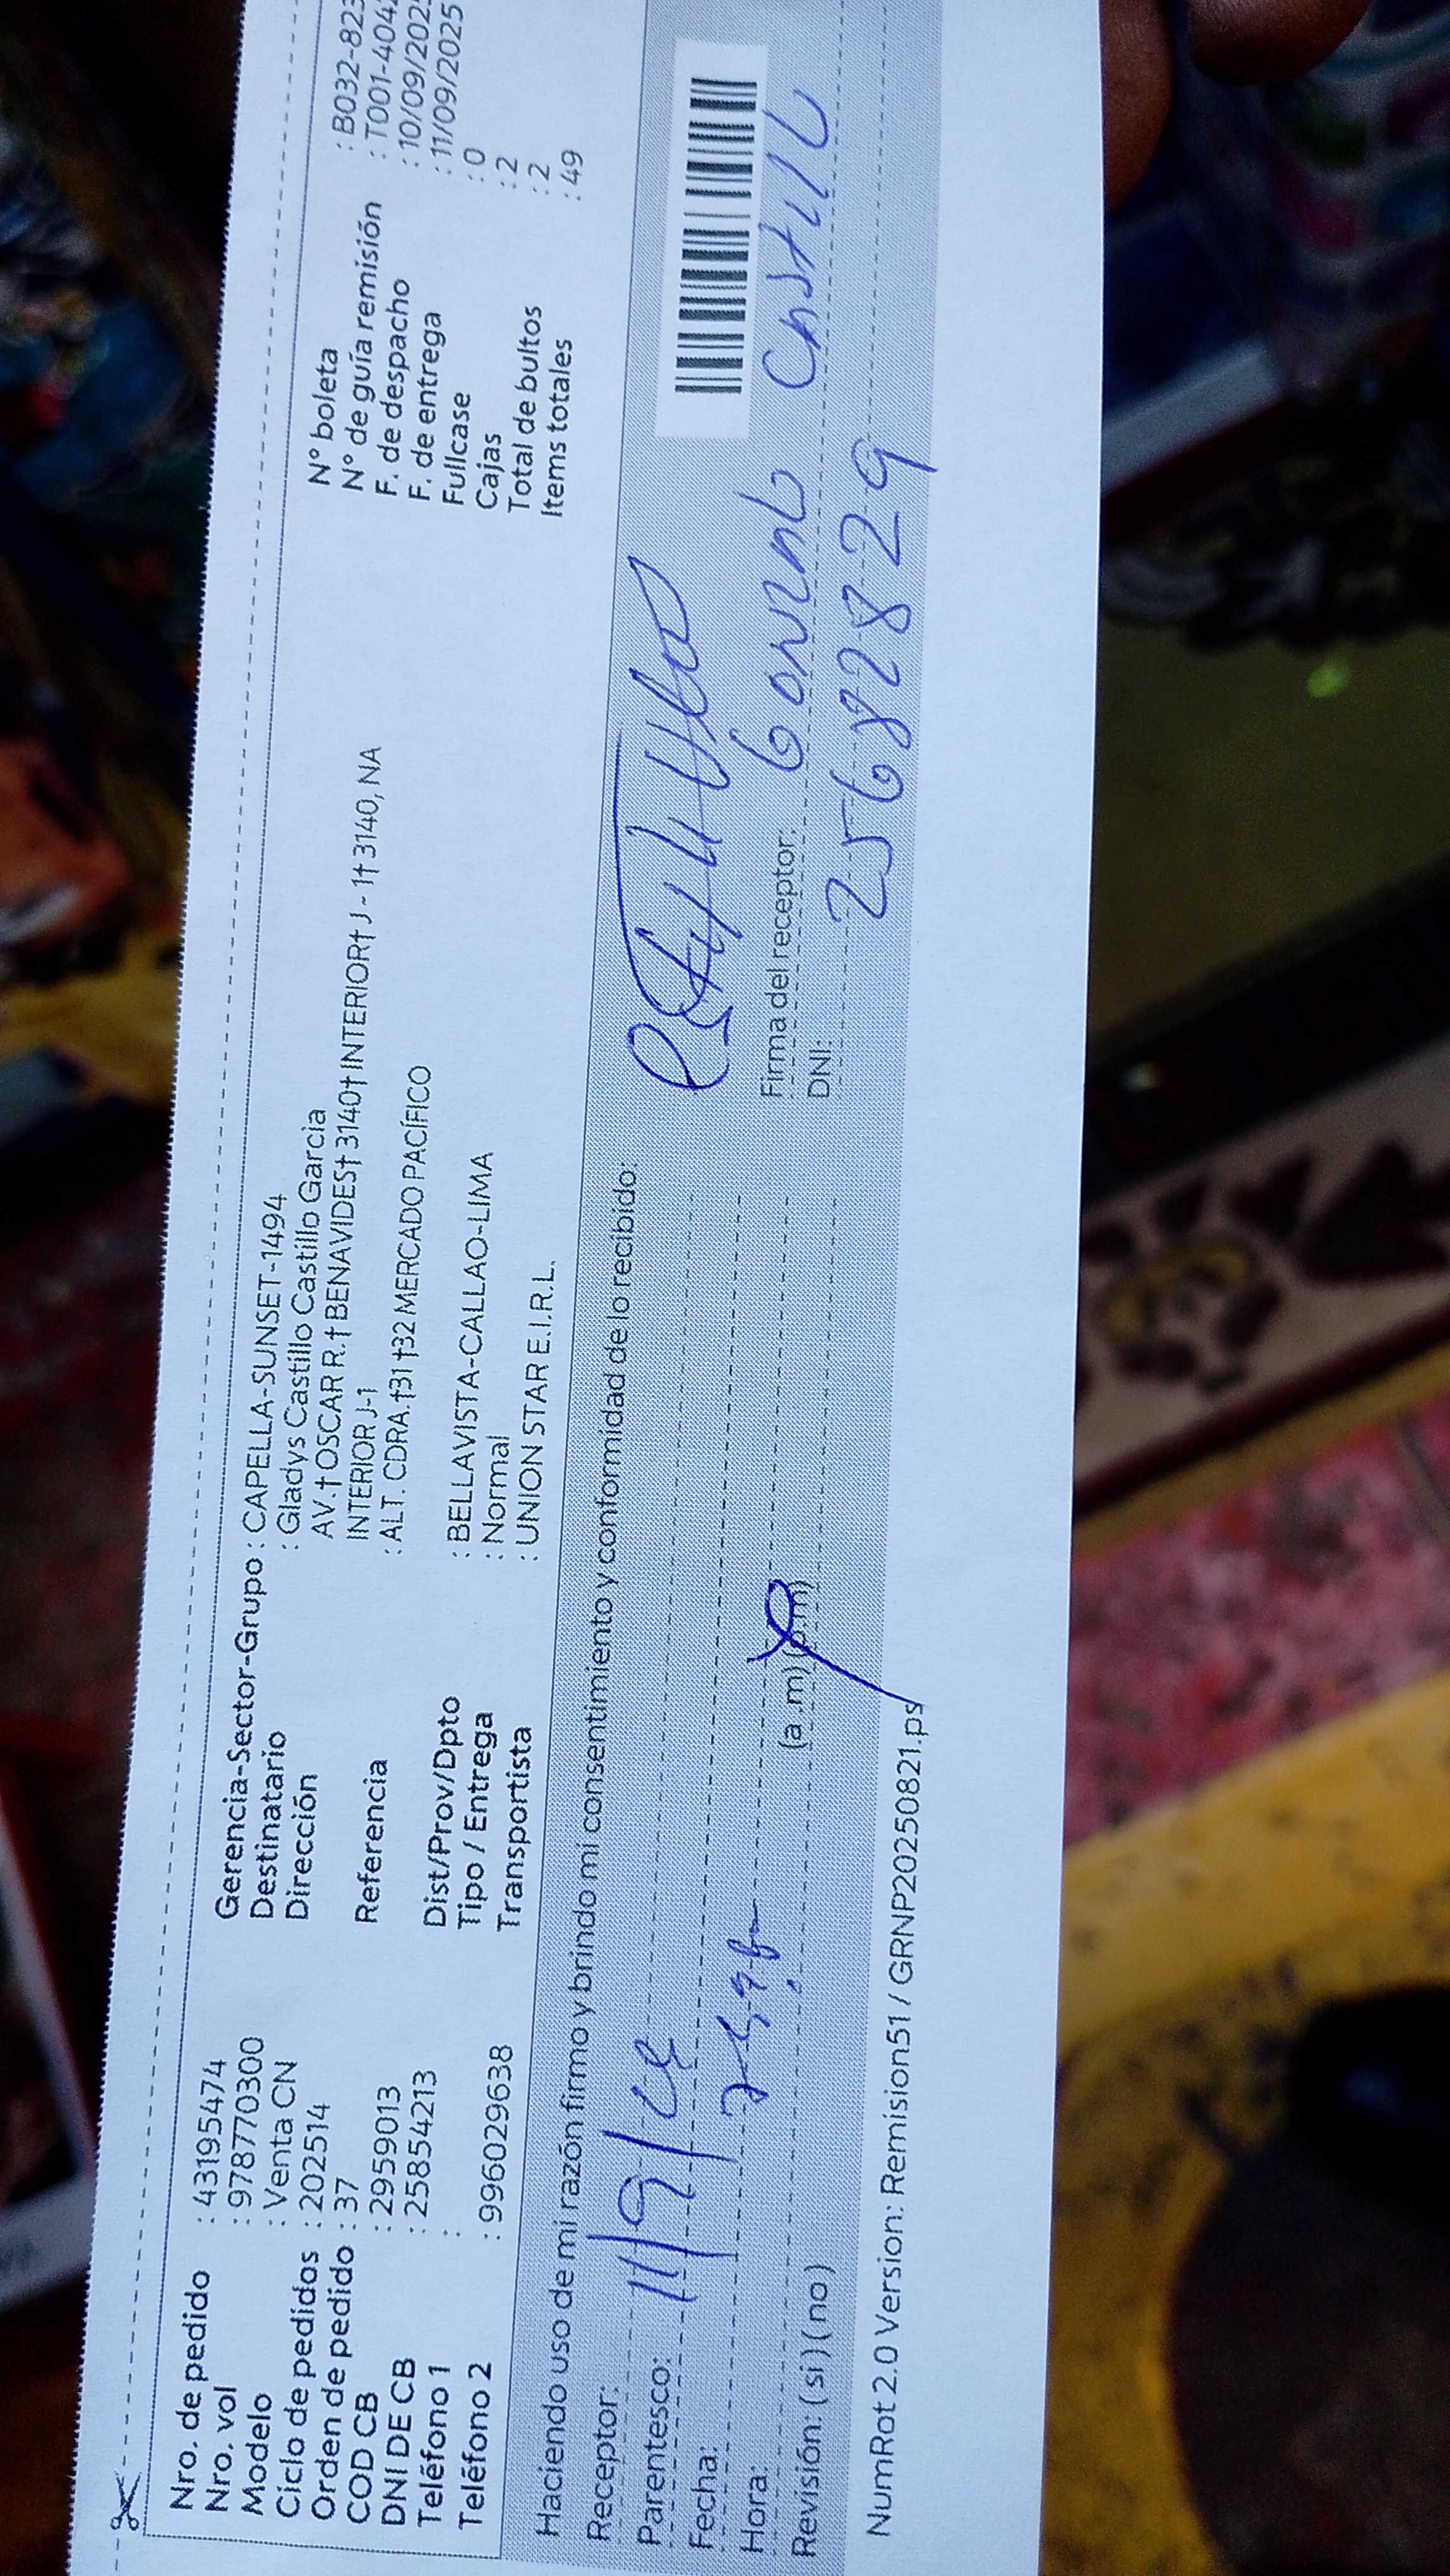 Nro. de pedido : 43195474
Nro. vol : 978770300
Modelo : Venta CN
Ciclo de pedidos : 202514
Orden de pedido : 37
COD CB : 2959013
DNI DE CB : 25854213
Teléfono 1 :
Teléfono 2 : 996029638
Gerencia-Sector-Grupo : CAPELLA-SUNSET-1494
Destinatario : Gladys Castillo Castillo Garcia
Dirección AV.† OSCAR R.† BENAVIDES† 3140† INTERIOR† J - 1† 3140, NA
INTERIOR J-1
Referencia : ALT. CDRA.†31 †32 MERCADO PACÍFICO
Dist/Prov/Dpto : BELLAVISTA-CALLAO-LIMA
Tipo / Entrega : Normal
Transportista : UNION STAR E.I.R.L.
N° boleta : B032-823
N° de guía remisión : T001-404
F. de despacho : 10/09/202
F. de entrega : 11/09/2025
Fullcase : 0
Cajas : 2
Total de bultos : 2
Items totales : 49
Haciendo uso de mi razón firmo y brindo mi consentimiento y conformidad de lo recibido:
Receptor:
Parentesco:
Fecha:
Hora: (a.m) (p.m)
Revisión: ( si ) ( no )
Firma del receptor:
DNI: 25682829
NumRot 2.0 Version: Remision51 / GRNP20250821.ps